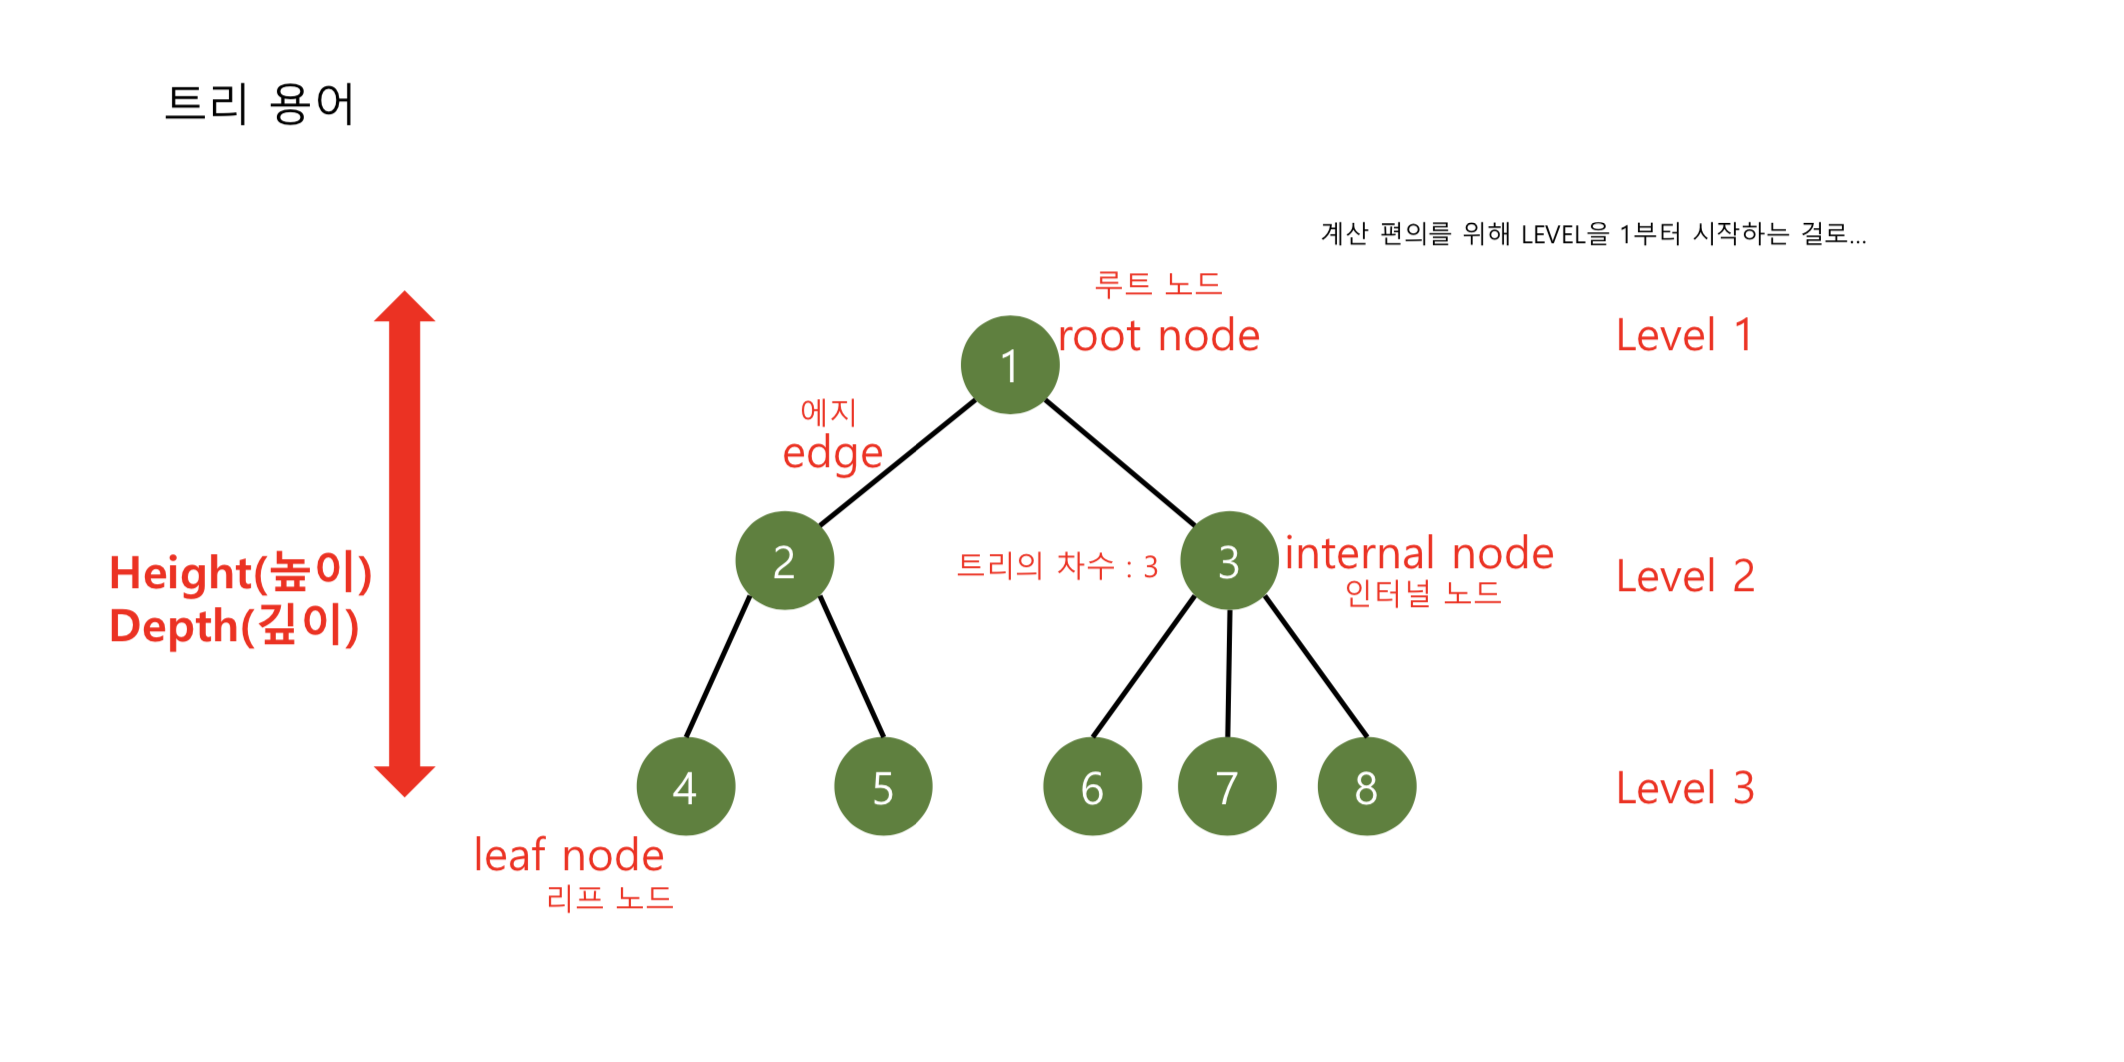 트리 용어
계산 편의를 위해 LEVEL을 1부터 시작하는 걸로...
루트 노드
root node
Level 1
1
에지
edge
Height(높이)
Depth(깊이)
2
트리의 차수 : 3
3
internal node
인터널 노드
Level 2
4
5
6
7
8
Level 3
leaf node
리프 노드